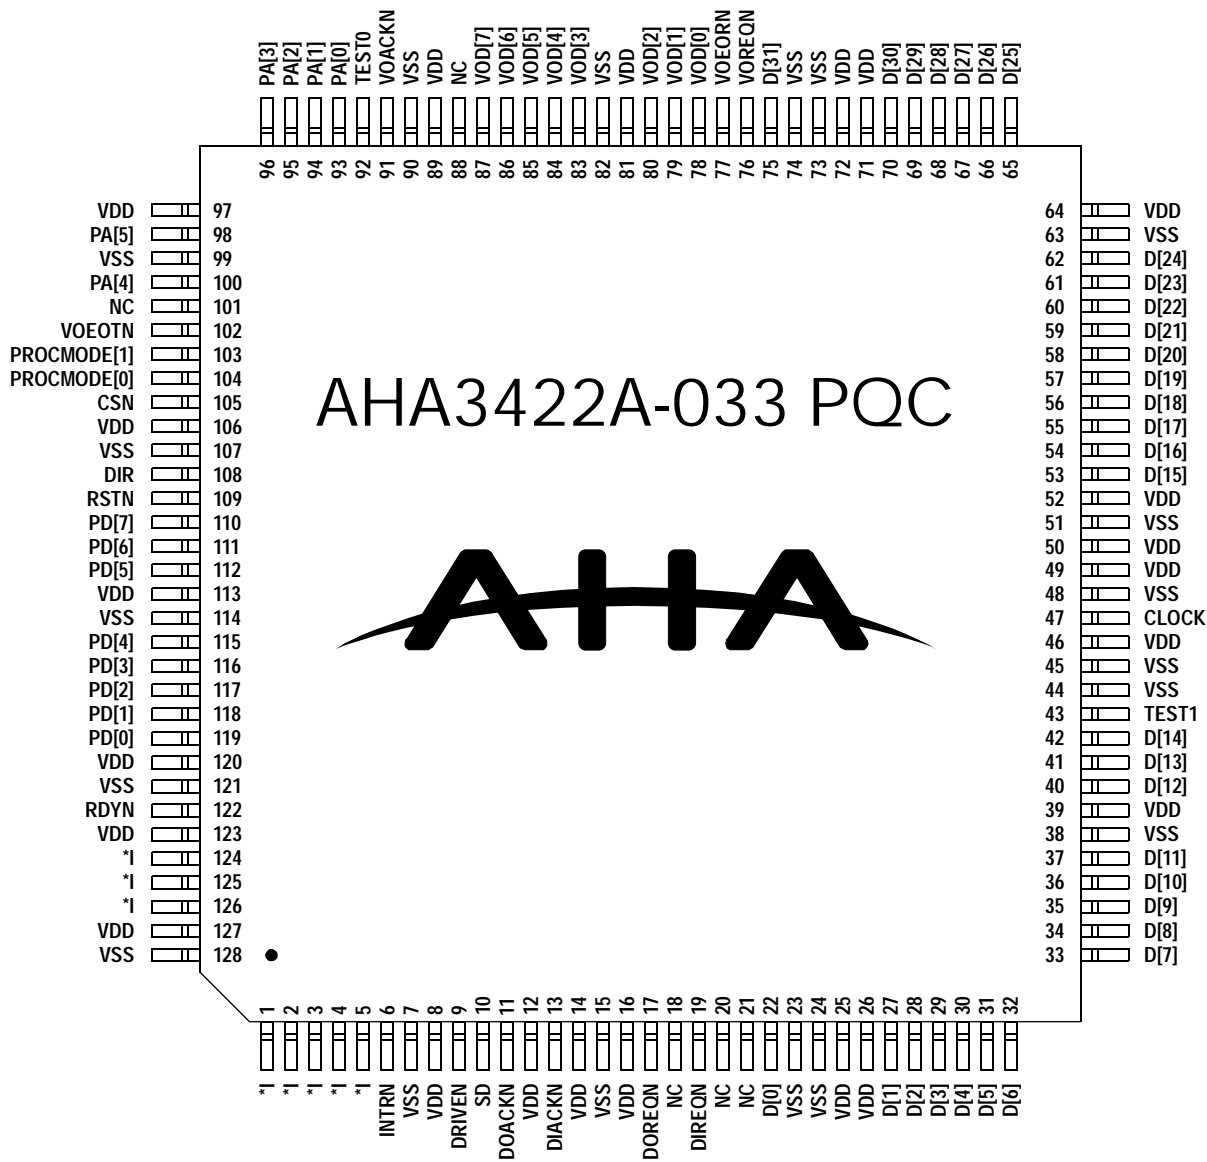 PA[3] PA[2] PA[1] PA[0] TEST0 VOACKN VSS VDD NC VOD[7] VOD[6] VOD[5] VOD[4] VOD[3] VSS VDD VOD[2] VOD[1] VOD[0] VOEORN VOREQN D[31] VSS VSS VDD VDD D[30] D[29] D[28] D[27] D[26] D[25]
96 95 94 93 92 91 90 89 88 87 86 85 84 83 82 81 80 79 78 77 76 75 74 73 72 71 70 69 68 67 66 65
VDD 97 64 VDD
PA[5] 98 63 VSS
VSS 99 62 D[24]
PA[4] 100 61 D[23]
NC 101 60 D[22]
VOEOTN 102 59 D[21]
PROCMODE[1] 103 58 D[20]
PROCMODE[0] 104 57 D[19]
CSN 105 56 D[18]
VDD 106 55 D[17]
VSS 107 54 D[16]
DIR 108 53 D[15]
RSTN 109 52 VDD
PD[7] 110 51 VSS
PD[6] 111 50 VDD
PD[5] 112 49 VDD
VDD 113 48 VSS
VSS 114 47 CLOCK
PD[4] 115 46 VDD
PD[3] 116 45 VSS
PD[2] 117 44 VSS
PD[1] 118 43 TEST1
PD[0] 119 42 D[14]
VDD 120 41 D[13]
VSS 121 40 D[12]
RDYN 122 39 VDD
VDD 123 38 VSS
*I 124 37 D[11]
*I 125 36 D[10]
*I 126 35 D[9]
VDD 127 34 D[8]
VSS 128 33 D[7]
AHA3422A-033 PQC
AHA
1 2 3 4 5 6 7 8 9 10 11 12 13 14 15 16 17 18 19 20 21 22 23 24 25 26 27 28 29 30 31 32
*I *I *I *I *I INTRN VSS VDD DRIVEN SD DOACKN VDD DIACKN VDD VSS VDD DOREQN NC DIREQN NC NC D[0] VSS VSS VDD VDD D[1] D[2] D[3] D[4] D[5] D[6]